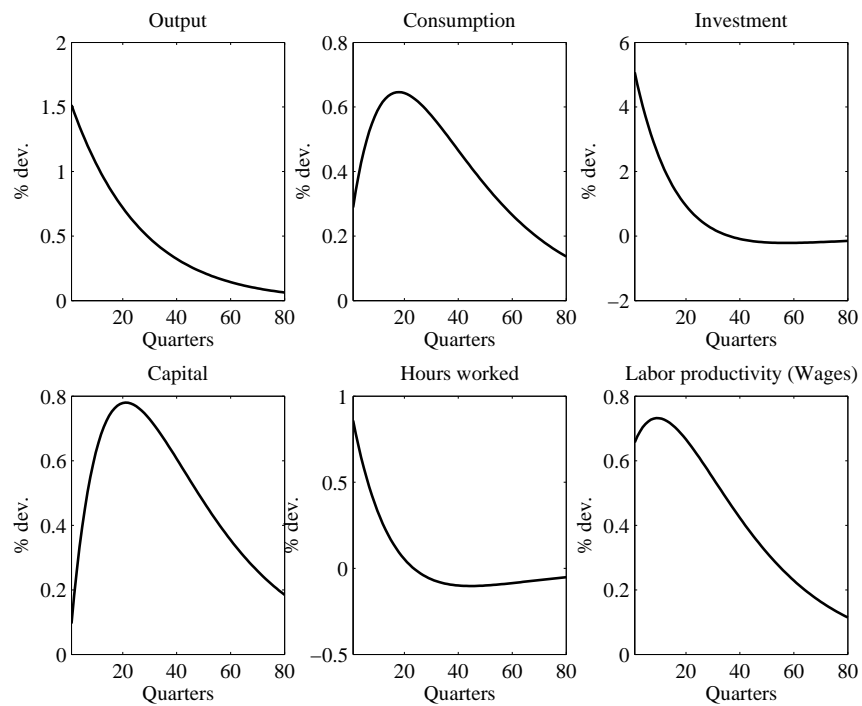 Output
% dev.
2
1.5
1
0.5
0
20 40 60 80
Quarters
Consumption
% dev.
0.8
0.6
0.4
0.2
0
20 40 60 80
Quarters
Investment
% dev.
6
4
2
0
−2
20 40 60 80
Quarters
Capital
% dev.
0.8
0.6
0.4
0.2
0
20 40 60 80
Quarters
Hours worked
% dev.
1
0.5
0
−0.5
20 40 60 80
Quarters
Labor productivity (Wages)
% dev.
0.8
0.6
0.4
0.2
0
20 40 60 80
Quarters